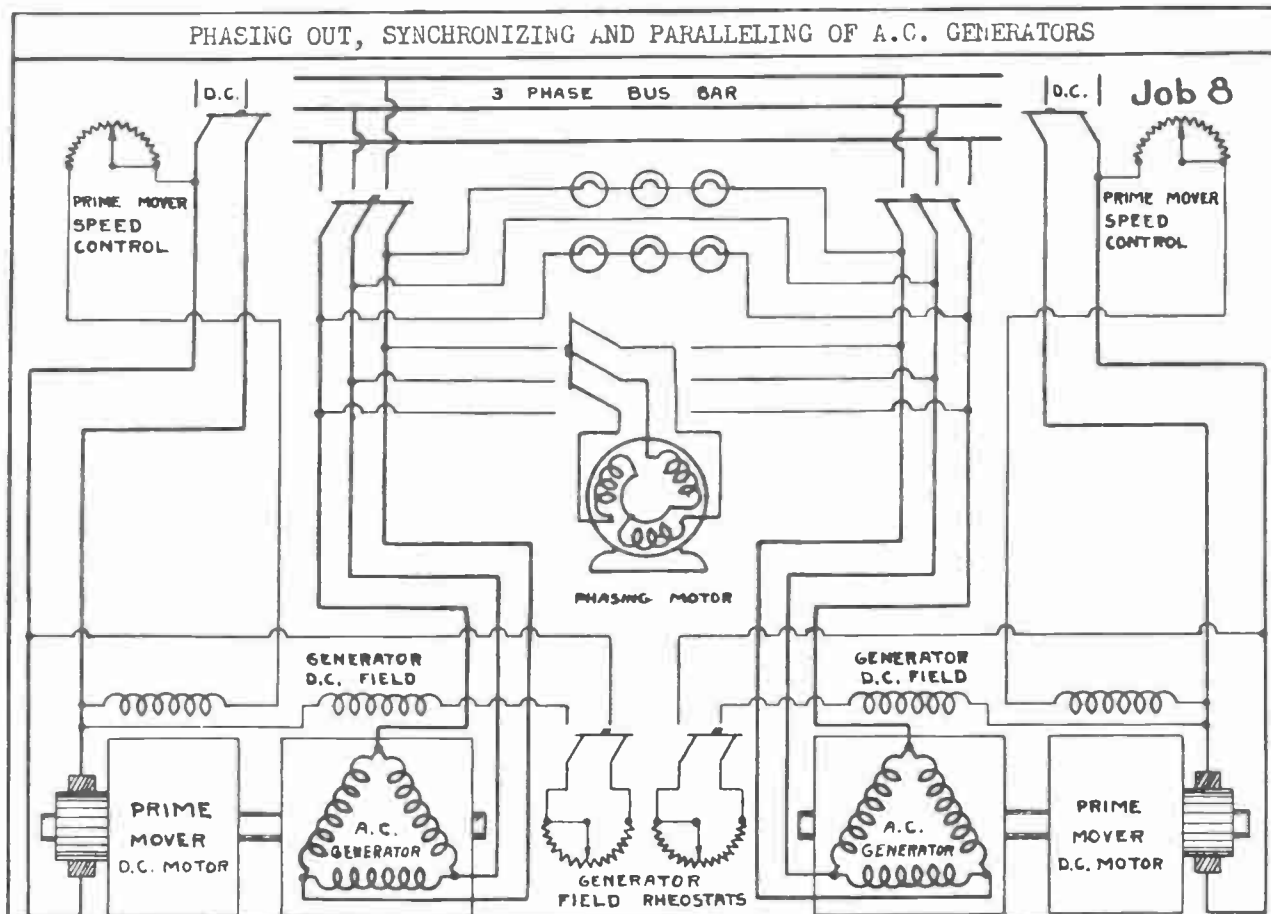 PHASING OUT, SYNCHRONIZING AND PARALLELING OF A.C. GENERATORS
D.C.
3 PHASE BUS BAR
D.C.
Job 8
PRIME MOVER
SPEED
CONTROL
PRIME MOVER
SPEED
CONTROL
PHASING MOTOR
GENERATOR
D.C. FIELD
GENERATOR
D.C. FIELD
PRIME
MOVER
D.C. MOTOR
A.C.
GENERATOR
GENERATOR
FIELD RHEOSTATS
A.C.
GENERATOR
PRIME
MOVER
D.C. MOTOR